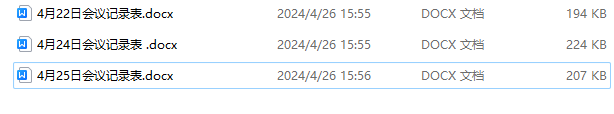 4月22日会议记录表.docx 2024/4/26 15:55 DOCX 文档 194 KB
4月24日会议记录表 .docx 2024/4/26 15:55 DOCX 文档 224 KB
4月25日会议记录表.docx 2024/4/26 15:56 DOCX 文档 207 KB